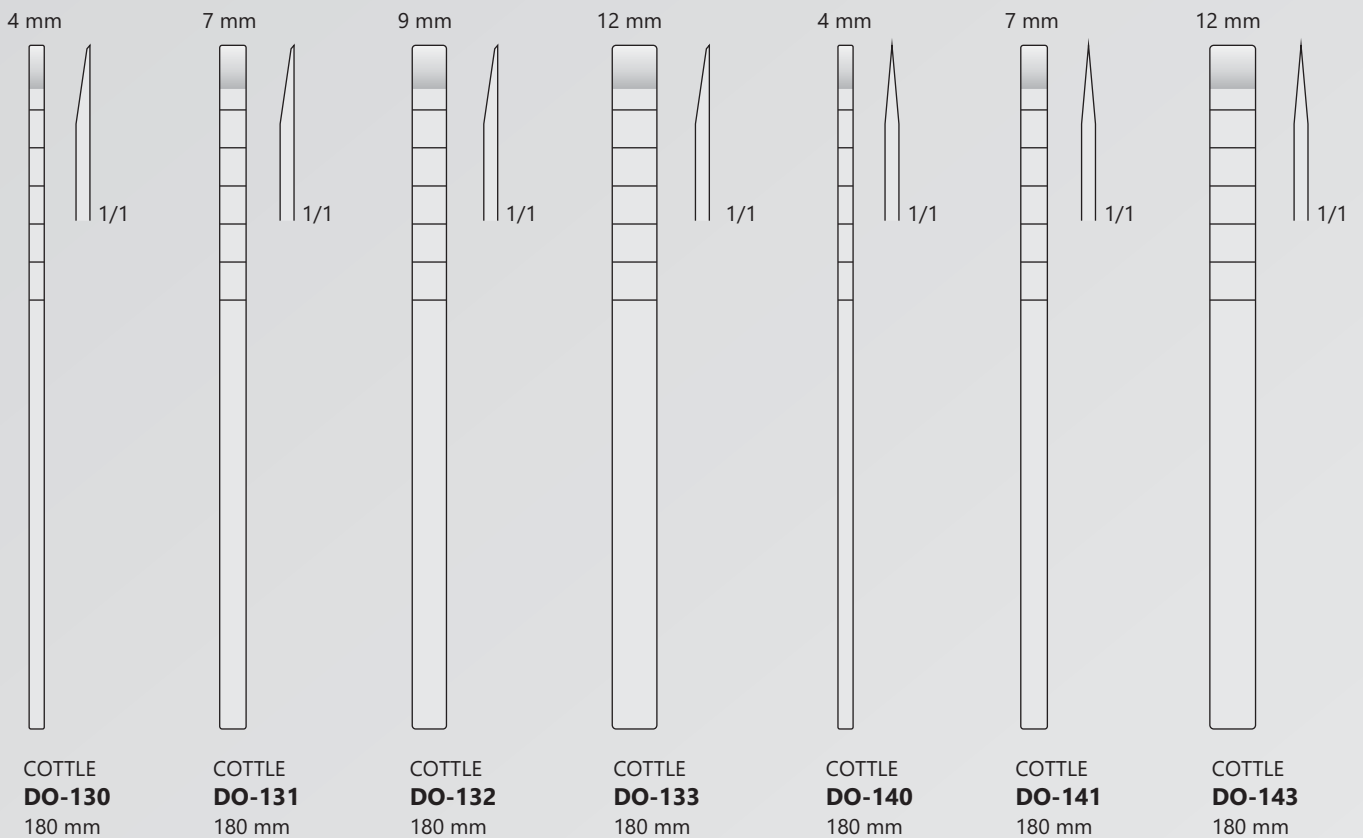 4 mm
7 mm
9 mm
12 mm
4 mm
7 mm
12 mm
1/1
1/1
1/1
1/1
1/1
1/1
1/1
COTTLE
DO-130
180 mm
COTTLE
DO-131
180 mm
COTTLE
DO-132
180 mm
COTTLE
DO-133
180 mm
COTTLE
DO-140
180 mm
COTTLE
DO-141
180 mm
COTTLE
DO-143
180 mm